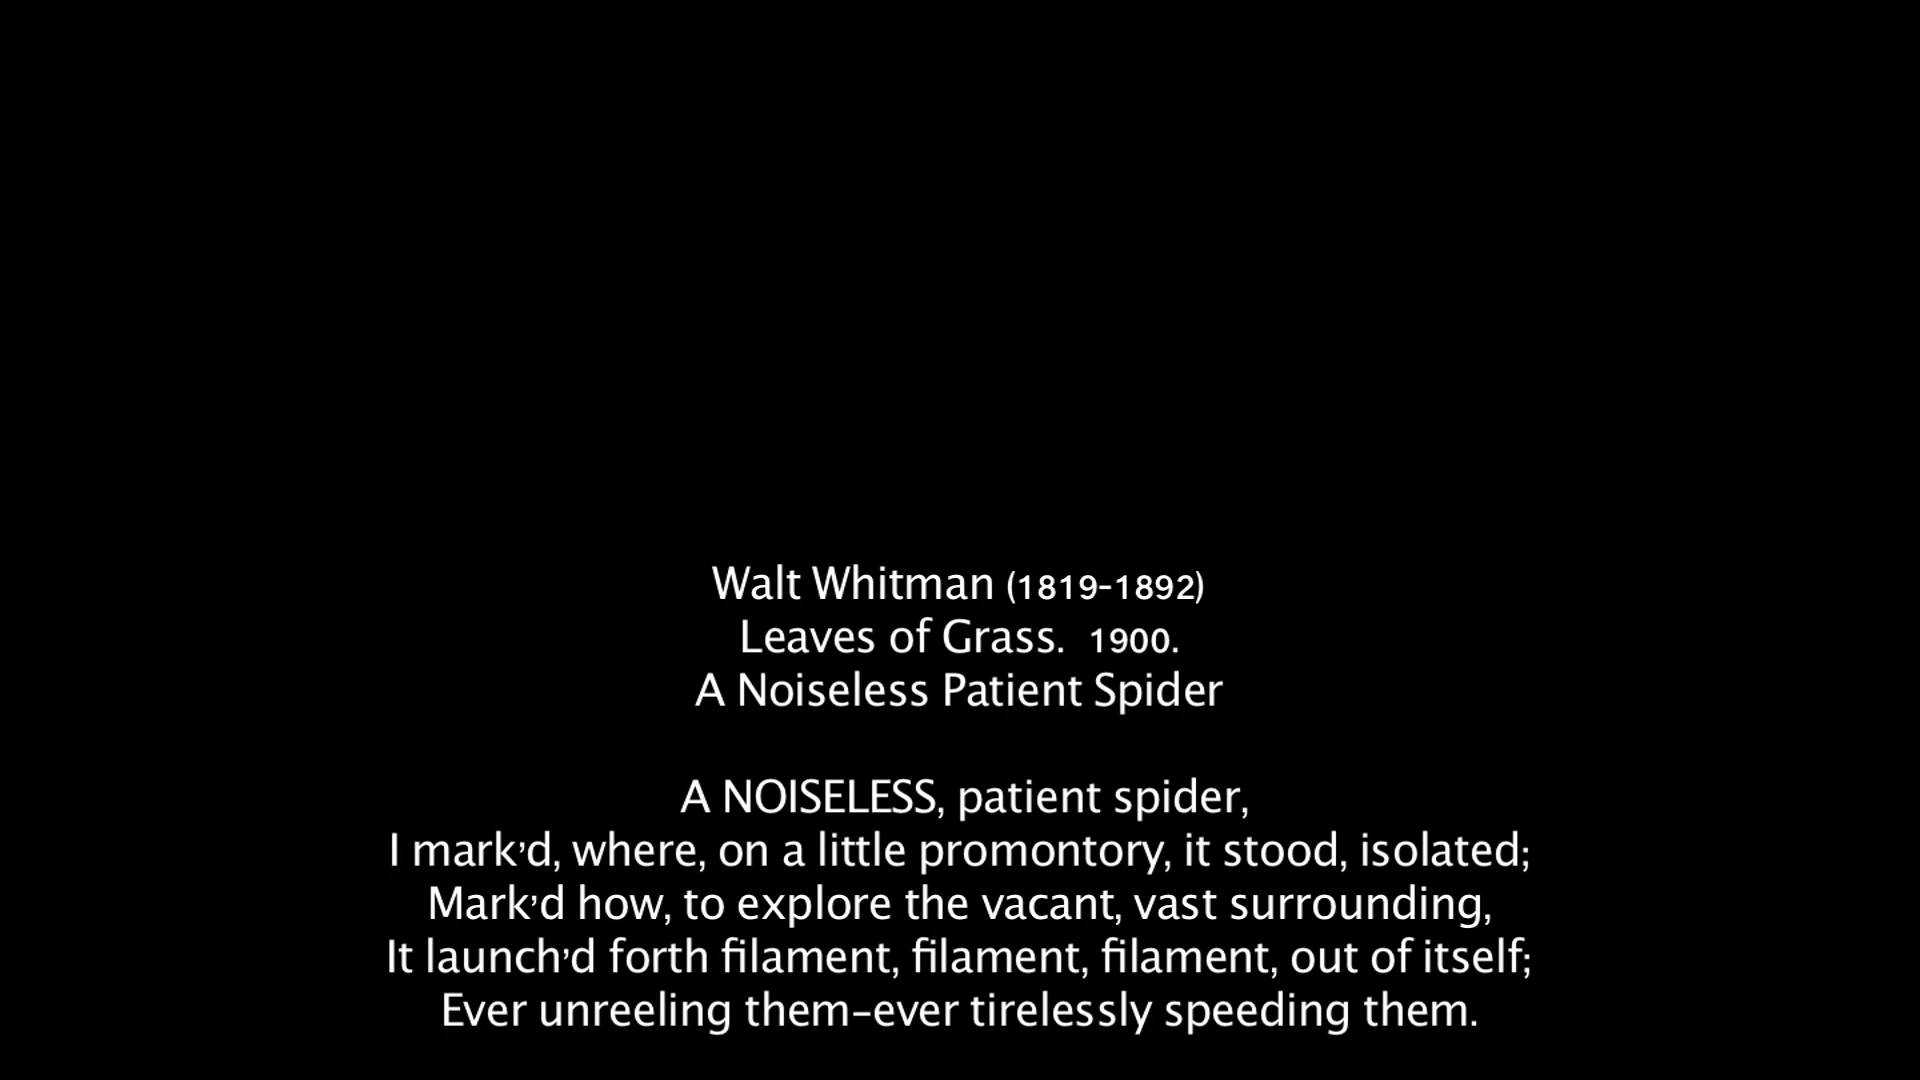 Walt Whitman (1819-1892)
Leaves of Grass.  1900.
A Noiseless Patient Spider
A NOISELESS, patient spider,
I mark’d, where, on a little promontory, it stood, isolated;
Mark’d how, to explore the vacant, vast surrounding,
It launch’d forth filament, filament, filament, out of itself;
Ever unreeling them–ever tirelessly speeding them.